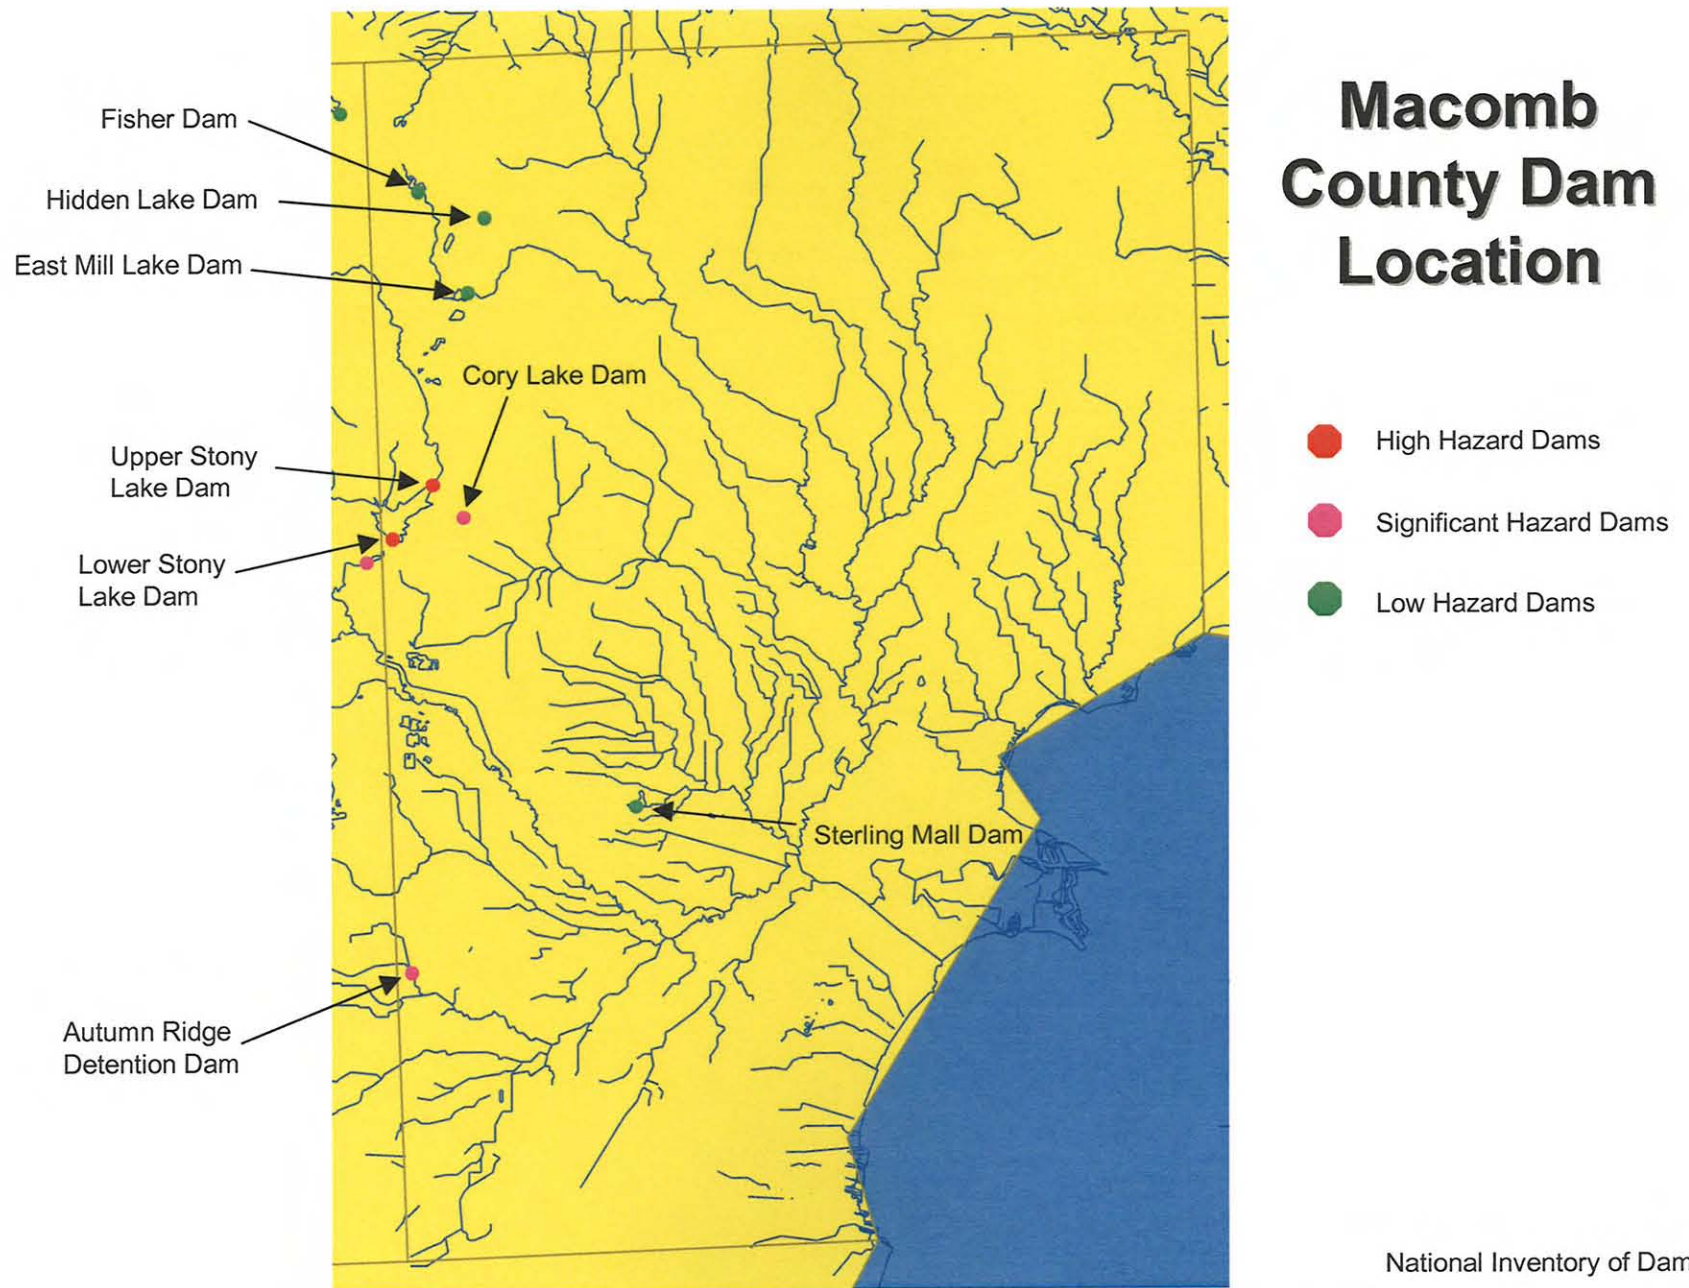 Macomb
County Dam
Location
Fisher Dam
Hidden Lake Dam
East Mill Lake Dam
Cory Lake Dam
Upper Stony
Lake Dam
Lower Stony
Lake Dam
Sterling Mall Dam
Autumn Ridge
Detention Dam
High Hazard Dams
Significant Hazard Dams
Low Hazard Dams
National Inventory of Dam